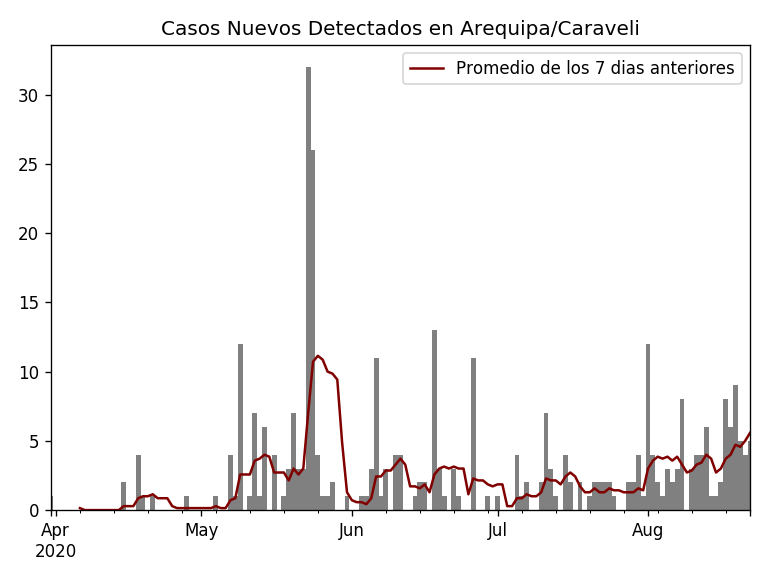 Casos Nuevos Detectados en Arequipa/Caraveli
Promedio de los 7 dias anteriores
30
25
20
15
10
5
0
Apr May Jun Jul Aug
2020